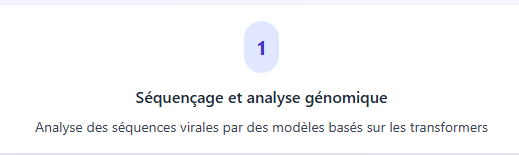 1
Séquençage et analyse génomique
Analyse des séquences virales par des modèles basés sur les transformers